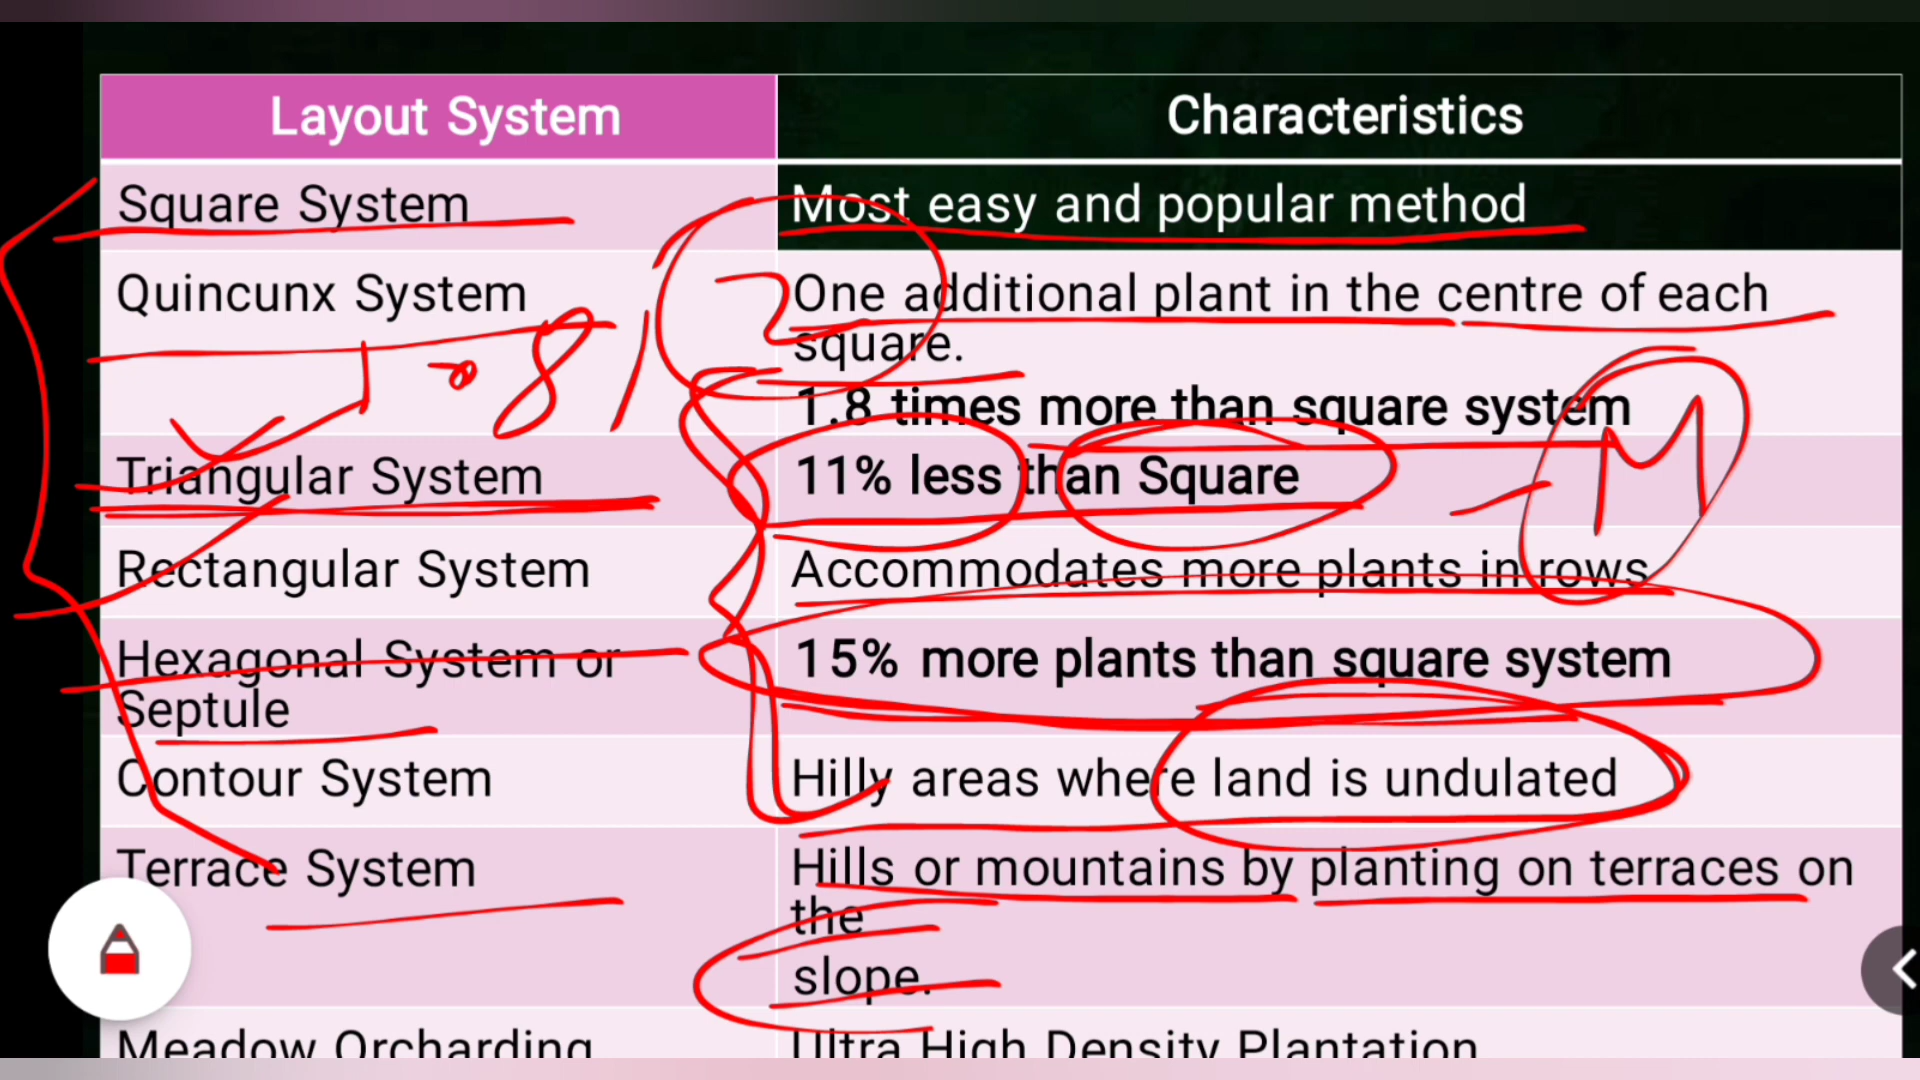 Layout System
Characteristics
Square System
Most easy and popular method
Quincunx System
One additional plant in the centre of each
square.
1.8 times more than square system
Triangular System
11% less than Square
Rectangular System
Accommodates more plants in rows
Hexagonal System or
Septule
15% more plants than square system
Contour System
Hilly areas where land is undulated
Terrace System
Hills or mountains by planting on terraces on
the
slope.
Meadow Orcharding
Ultra High Density Plantation
1.8
2
M